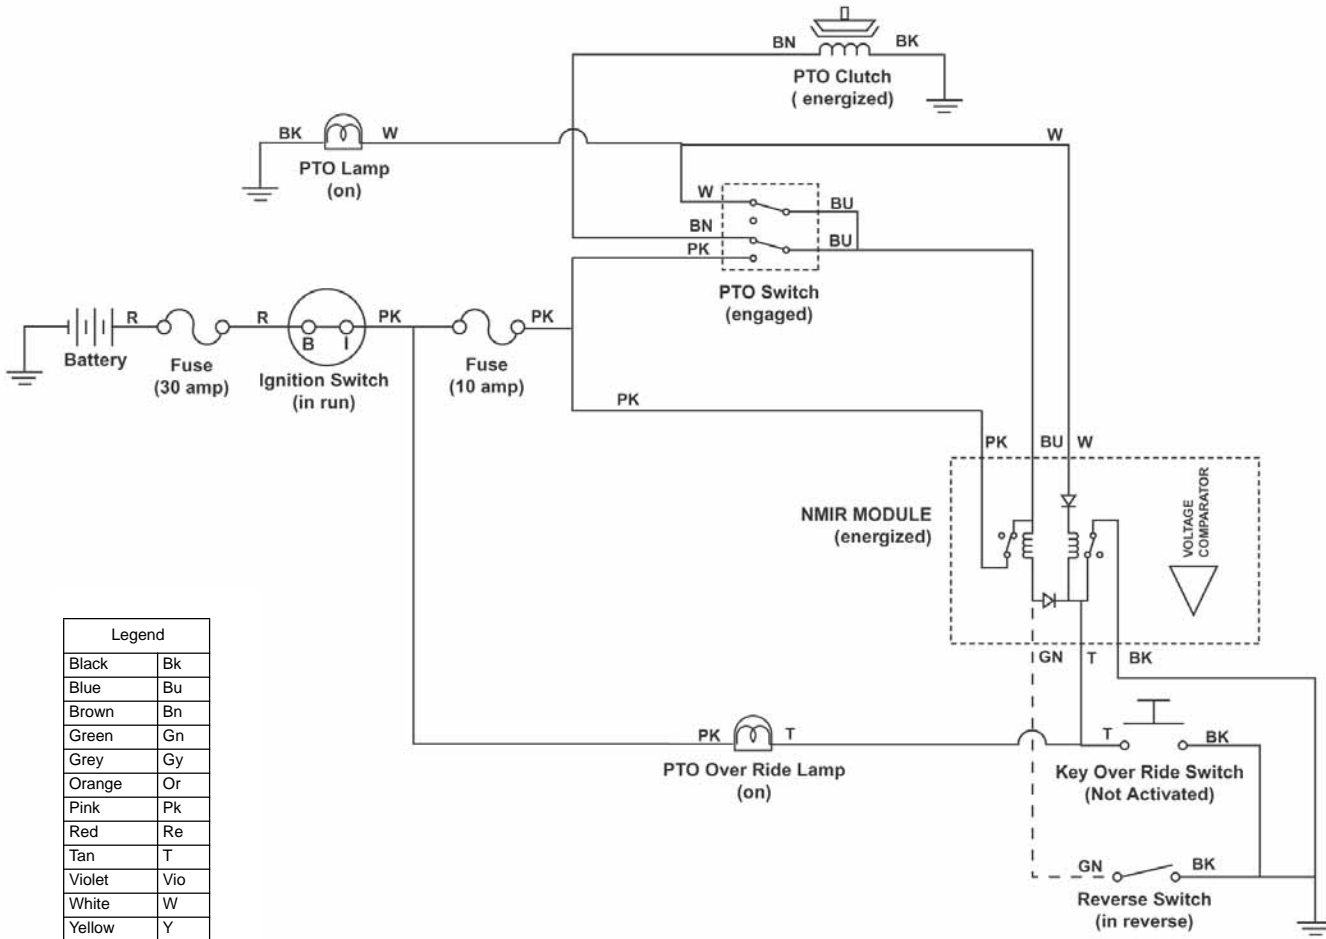 BN
BK
PTO Clutch
( energized)
BK
W
W
PTO Lamp
(on)
W
BU
BN
BU
PK
PTO Switch
(engaged)
R
R
PK
PK
B
I
Battery
Fuse
(30 amp)
Ignition Switch
(in run)
Fuse
(10 amp)
PK
PK
BU
W
NMIR MODULE
(energized)
VOLTAGE
COMPARATOR
GN
T
BK
PK
T
T
BK
PTO Over Ride Lamp
(on)
Key Over Ride Switch
(Not Activated)
GN
BK
Reverse Switch
(in reverse)
Legend
Black Bk
Blue Bu
Brown Bn
Green Gn
Grey Gy
Orange Or
Pink Pk
Red Re
Tan T
Violet Vio
White W
Yellow Y